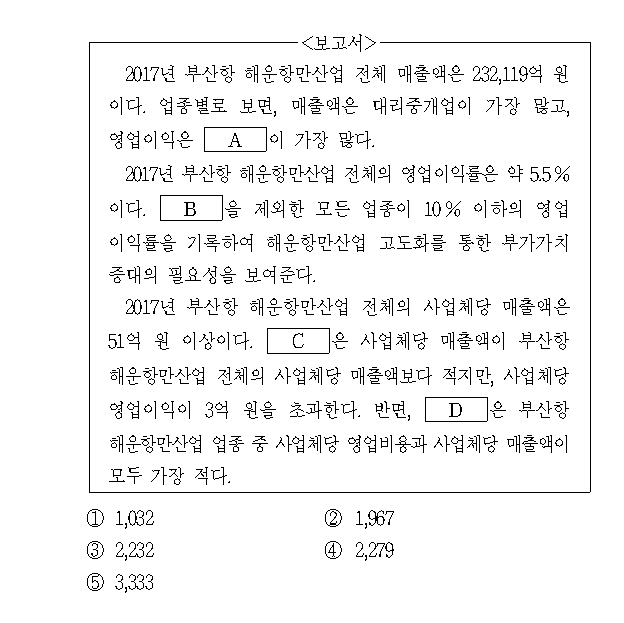 <보고서>
2017년 부산항 해운항만산업 전체 매출액은 232,119억 원
이다. 업종별로 보면, 매출액은 대리중개업이 가장 많고,
영업이익은 A 이 가장 많다.
2017년 부산항 해운항만산업 전체의 영업이익률은 약 5.5%
이다. B 을 제외한 모든 업종이 10% 이하의 영업
이익률을 기록하여 해운항만산업 고도화를 통한 부가가치
증대의 필요성을 보여준다.
2017년 부산항 해운항만산업 전체의 사업체당 매출액은
51억 원 이상이다. C 은 사업체당 매출액이 부산항
해운항만산업 전체의 사업체당 매출액보다 적지만, 사업체당
영업이익이 3억 원을 초과한다. 반면, D 은 부산항
해운항만산업 업종 중 사업체당 영업비용과 사업체당 매출액이
모두 가장 적다.
① 1,032 ② 1,967
③ 2,232 ④ 2,279
⑤ 3,333